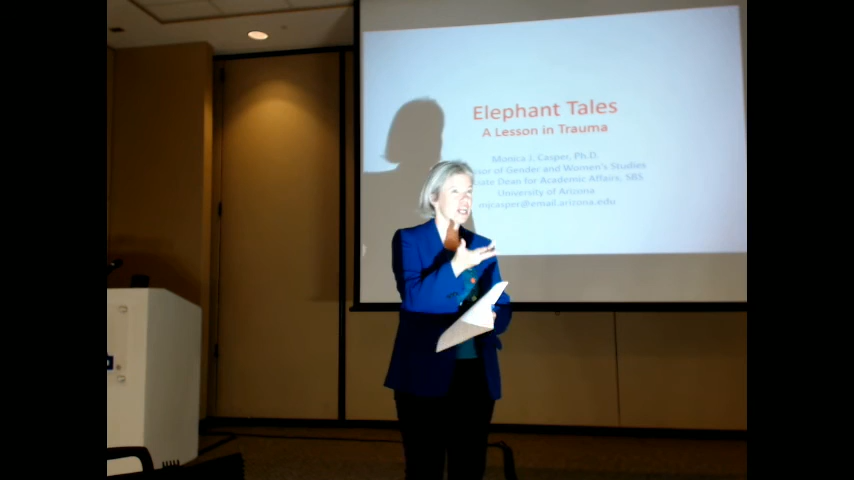 Elephant Tales
A Lesson in Trauma
Monica J. Casper, Ph.D.
of Gender and Women's Studies
Dean for Academic Affairs, SBS
University of Arizona
mjcasper@email.arizona.edu